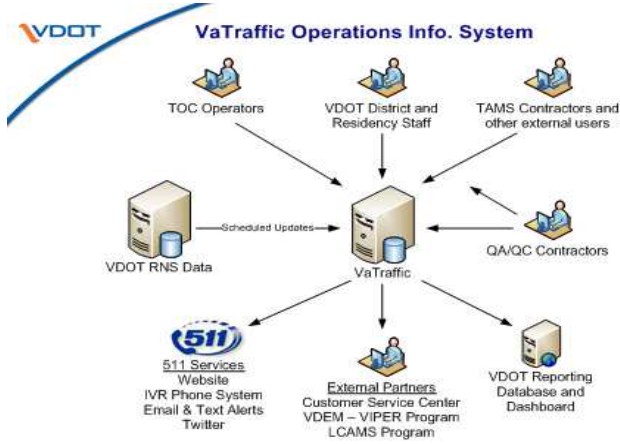 VDOT
VaTraffic Operations Info. System
TOC Operators
VDOT District and
Residency Staff
TAMS Contractors and
other external users
VDOT RNS Data
Scheduled Updates
VaTraffic
QA/QC Contractors
511
511 Services
Website
IVR Phone System
Email & Text Alerts
Twitter
External Partners
Customer Service Center
VDEM – VIPER Program
LCAMS Program
VDOT Reporting
Database and
Dashboard